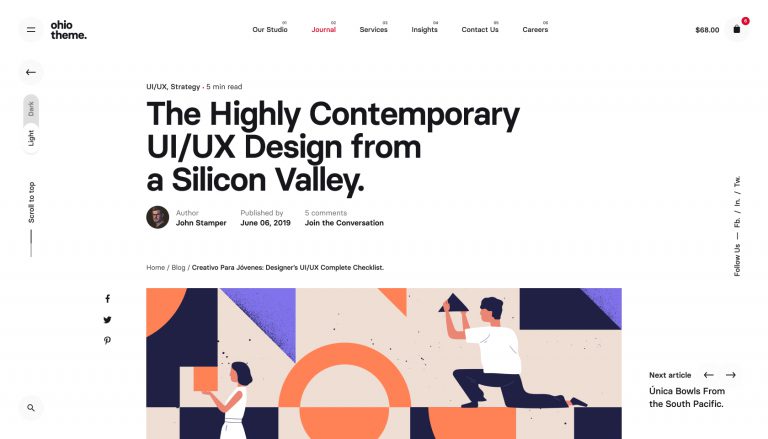 ohio
theme.
01
Our Studio
02
Journal
03
Services
04
Insights
05
Contact Us
06
Careers
$68.00
Dark
Light
Scroll to top
UI/UX, Strategy • 5 min read
The Highly Contemporary
UI/UX Design from
a Silicon Valley.
Author
John Stamper
Published by
June 06, 2019
5 comments
Join the Conversation
Home / Blog / Creativo Para Jóvenes: Designer's UI/UX Complete Checklist.
Follow Us — Fb. / In. / Tw.
Next article
Única Bowls From
the South Pacific.